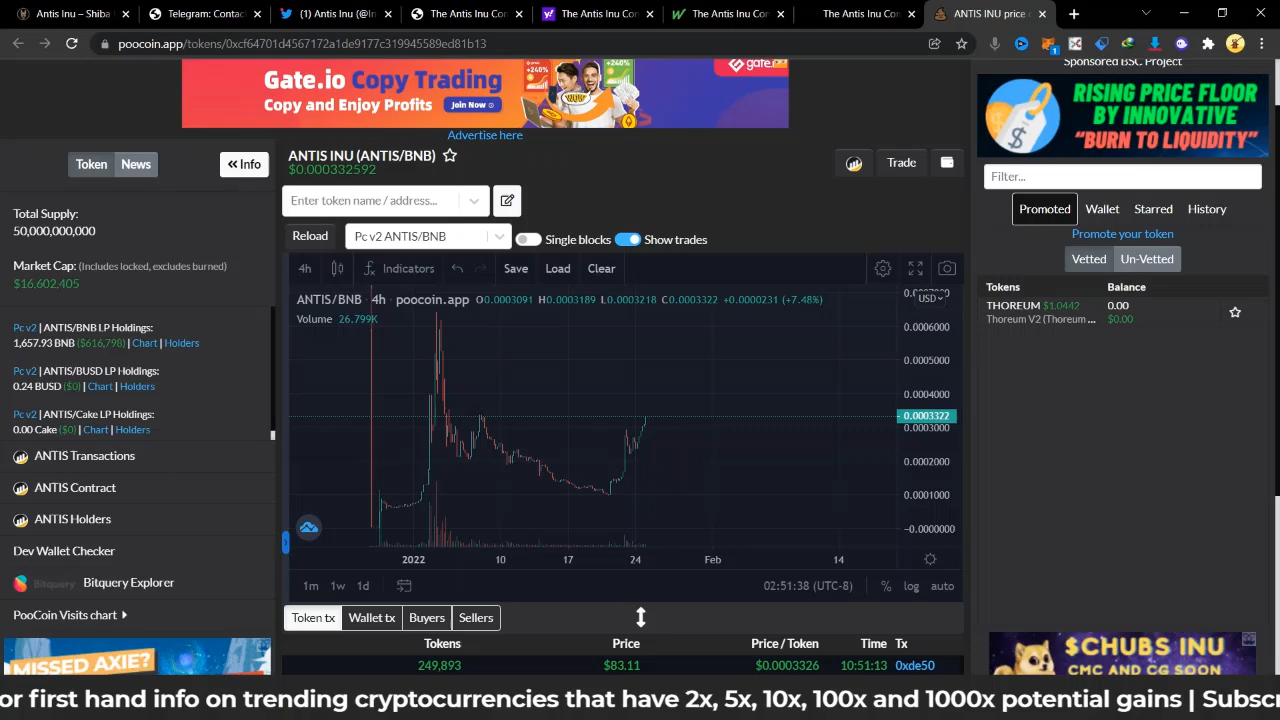 Antis Inu – Shiba
Telegram: Contac
(1) Antis Inu (@In
The Antis Inu Con
The Antis Inu Con
The Antis Inu Con
The Antis Inu Con
ANTIS INU price c
poocoin.app/tokens/0xcf64701d4567172a1de9177c319945589ed81b13
Gate.io Copy Trading
Copy and Enjoy Profits
Join Now
+240%
+240%
gate.io
Advertise here
Sponsored BSC Project
RISING PRICE FLOOR
BY INNOVATIVE
"BURN TO LIQUIDITY"
Token News
« Info
ANTIS INU (ANTIS/BNB)
$0.000332592
Trade
Total Supply:
50,000,000,000
Market Cap: (Includes locked, excludes burned)
$16,602,405
Pc v2 | ANTIS/BNB LP Holdings:
1,657.93 BNB ($616,798) | Chart | Holders
Pc v2 | ANTIS/BUSD LP Holdings:
0.24 BUSD ($0) | Chart | Holders
Pc v2 | ANTIS/Cake LP Holdings:
0.00 Cake ($0) | Chart | Holders
ANTIS Transactions
ANTIS Contract
ANTIS Holders
Dev Wallet Checker
Bitquery Bitquery Explorer
PooCoin Visits chart
MISSED AXIE?
Enter token name / address...
Reload
Pc v2 ANTIS/BNB
Single blocks
Show trades
4h
Indicators
Save
Load
Clear
ANTIS/BNB · 4h · poocoin.app O0.0003091 H0.0003189 L0.0003218 C0.0003322 +0.0000231 (+7.48%)
Volume 26.799K
USD
0.0006000
0.0005000
0.0004000
0.0003322
0.0003000
0.0002000
0.0001000
−0.0000000
2022 10 17 24 Feb 14
1m 1w 1d
02:51:38 (UTC-8)
% log auto
Token tx Wallet tx Buyers Sellers
Tokens Price Price / Token Time Tx
249,893 $83.11 $0.0003326 10:51:13 0xde50
Filter...
Promoted Wallet Starred History
Promote your token
Vetted Un-Vetted
Tokens Balance
THOREUM $1.0442 0.00
Thoreum V2 (Thoreum ... $0.00
$CHUBS INU
CMC AND CG SOON
or first hand info on trending cryptocurrencies that have 2x, 5x, 10x, 100x and 1000x potential gains | Subsc